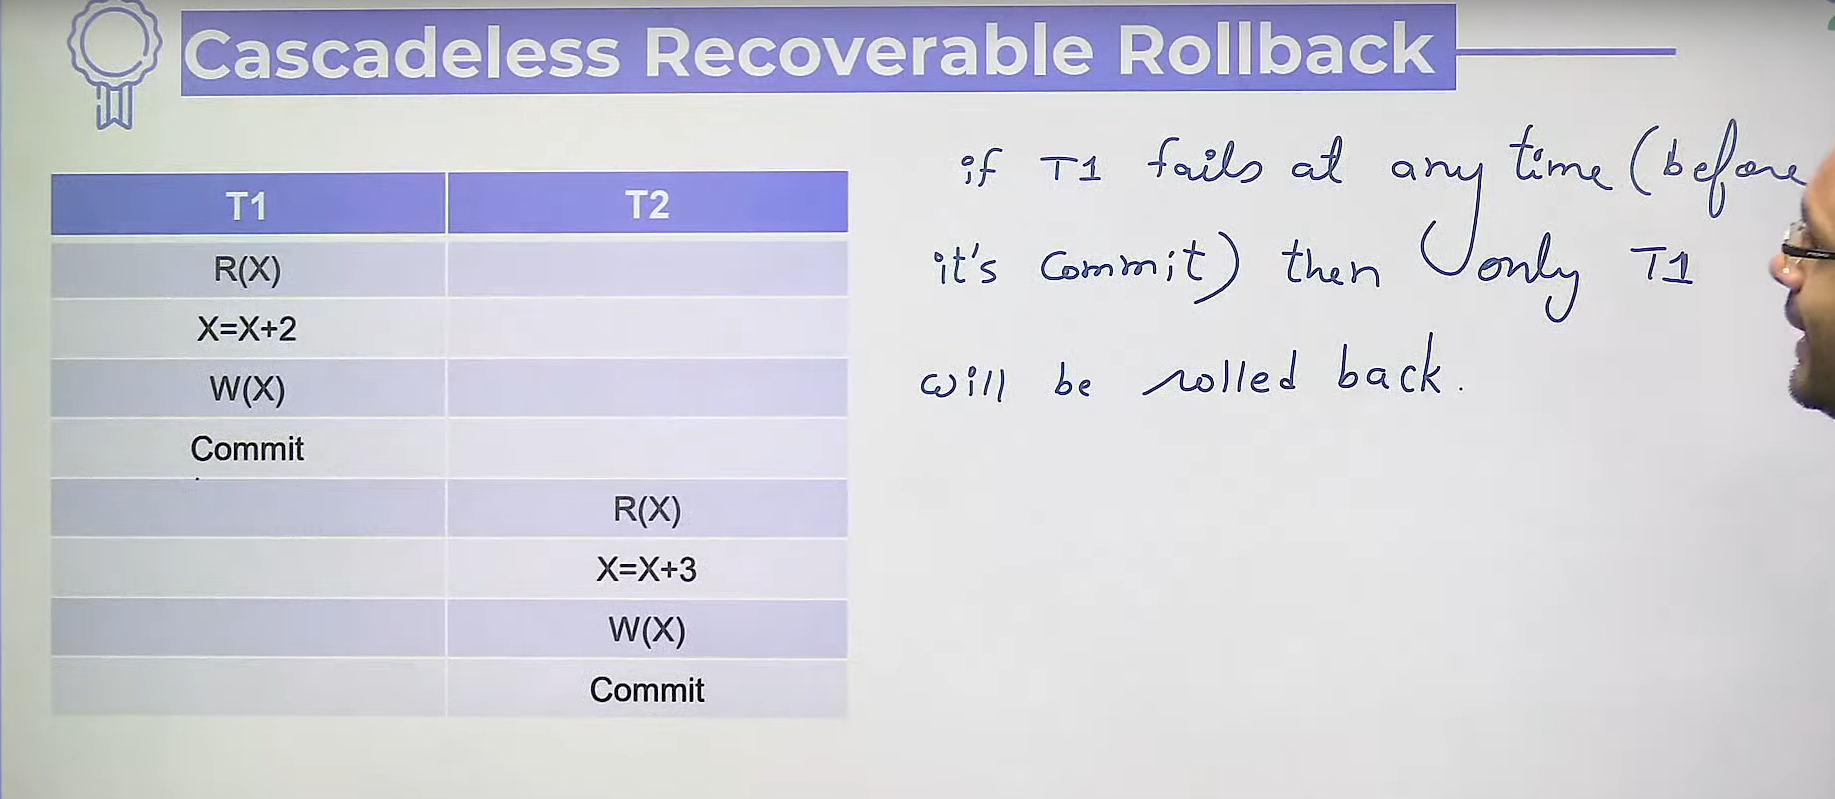 Cascadeless Recoverable Rollback
if T1 fails at any time (before
it's commit) then only T1
will be rolled back.
T1 T2
R(X)
X=X+2
W(X)
Commit
R(X)
X=X+3
W(X)
Commit